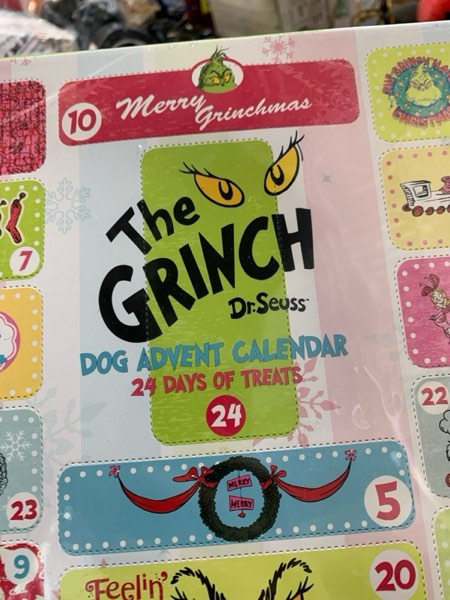 10 Merry Grinchmas
7
The
GRINCH
Dr. Seuss
DOG ADVENT CALENDAR
24 DAYS OF TREATS
24
22
23
MERRY
MERRY
5
9
Feelin'
20